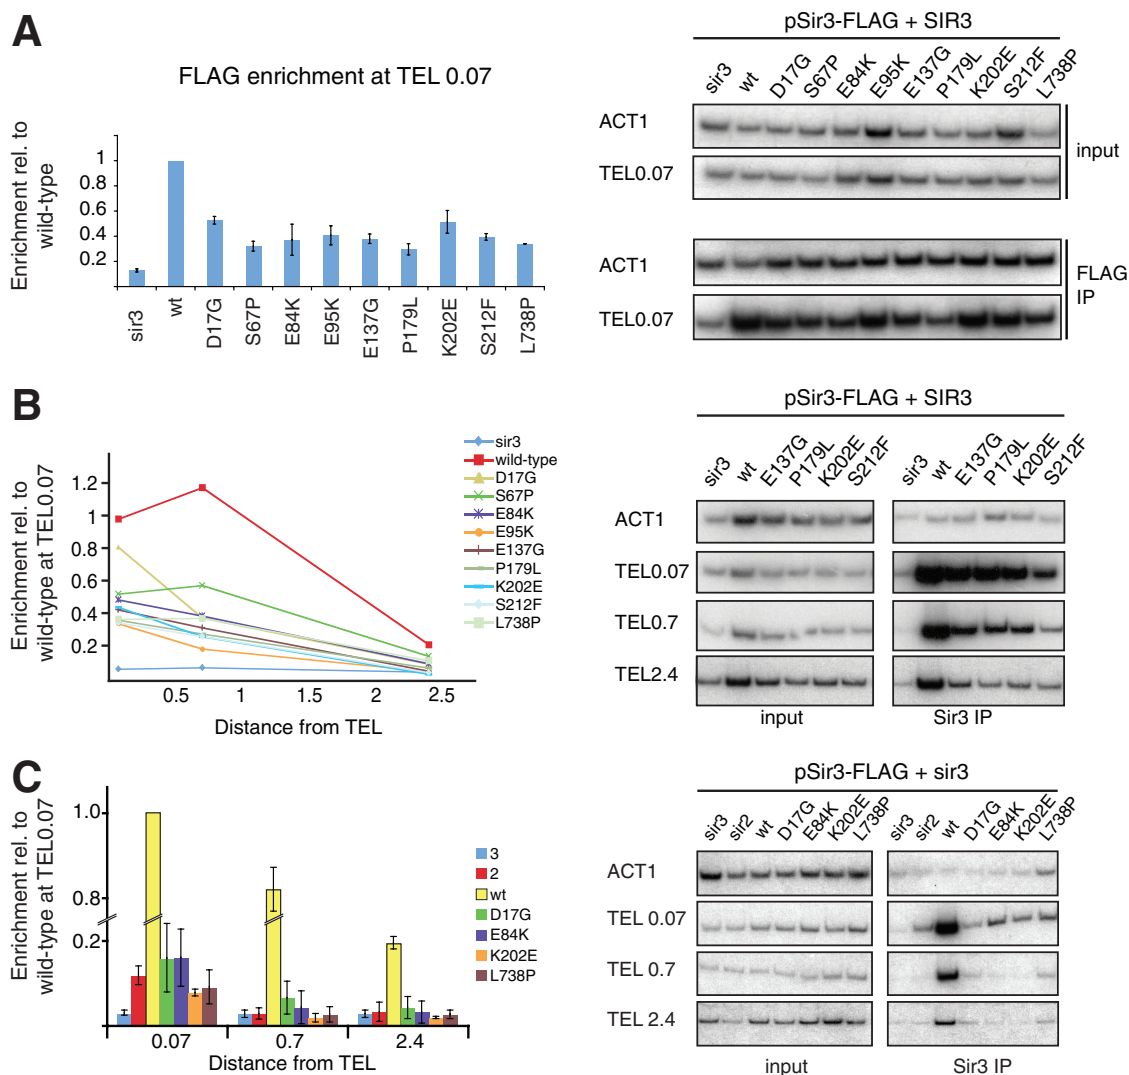 A
FLAG enrichment at TEL 0.07
Enrichment rel. to
wild-type
1
0.8
0.6
0.4
0.2
sir3
wt
D17G
S67P
E84K
E95K
E137G
P179L
K202E
S212F
L738P
pSir3-FLAG + SIR3
sir3
wt
D17G
S67P
E84K
E95K
E137G
P179L
K202E
S212F
L738P
ACT1
TEL0.07
input
ACT1
TEL0.07
FLAG
IP
B
Enrichment rel. to
wild-type at TEL0.07
1.2
1
0.8
0.6
0.4
0.2
0.5 1 1.5 2 2.5
Distance from TEL
sir3
wild-type
D17G
S67P
E84K
E95K
E137G
P179L
K202E
S212F
L738P
pSir3-FLAG + SIR3
sir3 wt E137G P179L K202E S212F
sir3 wt E137G P179L K202E S212F
ACT1
TEL0.07
TEL0.7
TEL2.4
input Sir3 IP
C
Enrichment rel. to
wild-type at TEL0.07
1.0
0.8
0.2
0.07 0.7 2.4
Distance from TEL
3
2
wt
D17G
E84K
K202E
L738P
pSir3-FLAG + sir3
sir3 sir2 wt D17G E84K K202E L738P
sir3 sir2 wt D17G E84K K202E L738P
ACT1
TEL 0.07
TEL 0.7
TEL 2.4
input Sir3 IP